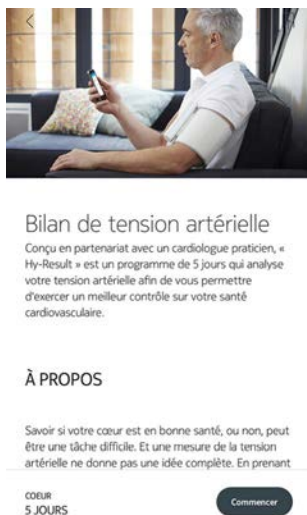 Bilan de tension artérielle
Conçu en partenariat avec un cardiologue praticien, «
Hy-Result » est un programme de 5 jours qui analyse
votre tension artérielle afin de vous permettre
d'exercer un meilleur contrôle sur votre santé
cardiovasculaire.
À PROPOS
Savoir si votre cœur est en bonne santé, ou non, peut
être une tâche difficile. Et une mesure de la tension
artérielle ne donne pas une idée complète. En prenant
COEUR
5 JOURS
Commencer